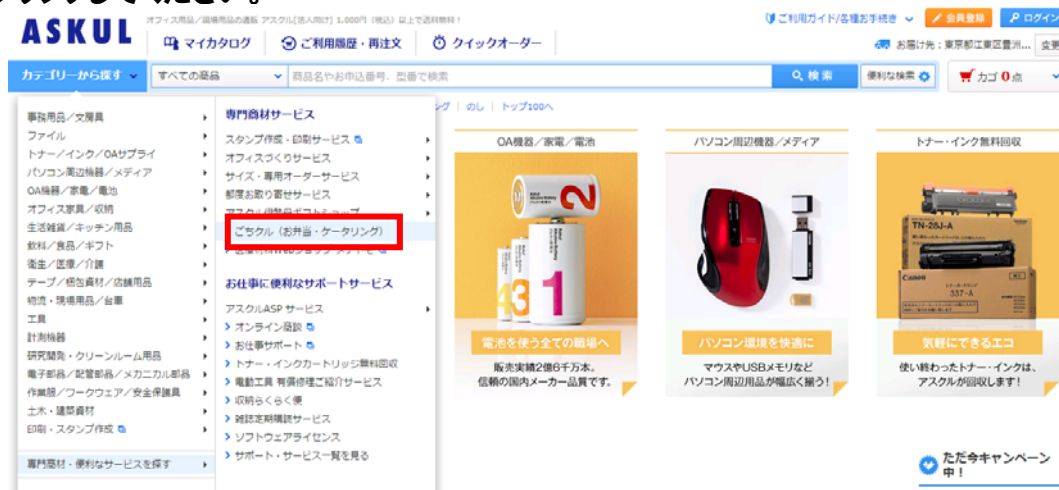 クリックしてください。
ASKUL
オフィス用品/現場用品の通販 アスクル[法人向け] 1,000円（税込）以上で送料無料！
ご利用ガイド/各種お手続き
会員登録
ログイン
マイカタログ
ご利用履歴・再注文
クイックオーダー
お届け先：東京都江東区豊洲...
変更
カテゴリーから探す
すべての商品
商品名やお申込番号、型番で検索
検索
便利な検索
カゴ 0 点
のし | トップ100へ
事務用品／文房具
ファイル
トナー／インク／OAサプライ
パソコン周辺機器／メディア
OA機器／家電／電池
オフィス家具／収納
生活雑貨／キッチン用品
飲料／食品／ギフト
衛生／医療／介護
テープ／梱包資材／店舗用品
物流・現場用品／台車
工具
計測機器
研究開発・クリーンルーム用品
電子部品／配管部品／メカニカル部品
作業服／ワークウェア／安全保護具
土木・建築資材
印刷・スタンプ作成
専門商材・便利なサービスを探す
専門商材サービス
スタンプ作成・印刷サービス
オフィスづくりサービス
サイズ・専用オーダーサービス
都度お取り寄せサービス
ごちクル（お弁当・ケータリング）
お仕事に便利なサポートサービス
アスクルASP サービス
オンライン商談
お仕事サポート
トナー・インクカートリッジ無料回収
電動工具 有償修理ご紹介サービス
収納らくらく便
雑誌定期購読サービス
ソフトウェアライセンス
サポート・サービス一覧を見る
OA機器／家電／電池
電池を使う全ての職場へ
販売実績2億6千万本。
信頼の国内メーカー品質です。
パソコン周辺機器／メディア
パソコン環境を快適に
マウスやUSBメモリなど
パソコン周辺用品が幅広く揃う！
トナー・インク無料回収
TN-28J-A
Canon
337-A
気軽にできるエコ
使い終わったトナー・インクは、
アスクルが回収します！
ただ今キャンペーン
中！